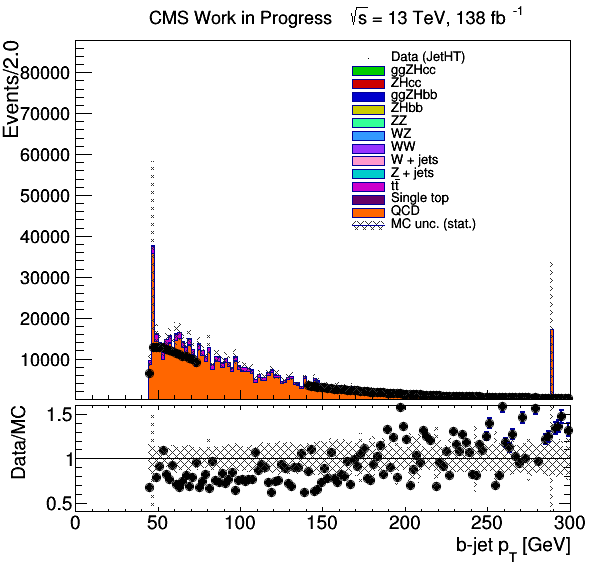 CMS Work in Progress √s = 13 TeV, 138 fb -1
Events/2.0
80000
70000
60000
50000
40000
30000
20000
10000
Data (JetHT)
ggZHcc
ZHcc
ggZHbb
ZHbb
ZZ
WZ
WW
W + jets
Z + jets
tt̄
Single top
QCD
MC unc. (stat.)
Data/MC
1.5
1
0.5
0 50 100 150 200 250 300
b-jet pT [GeV]